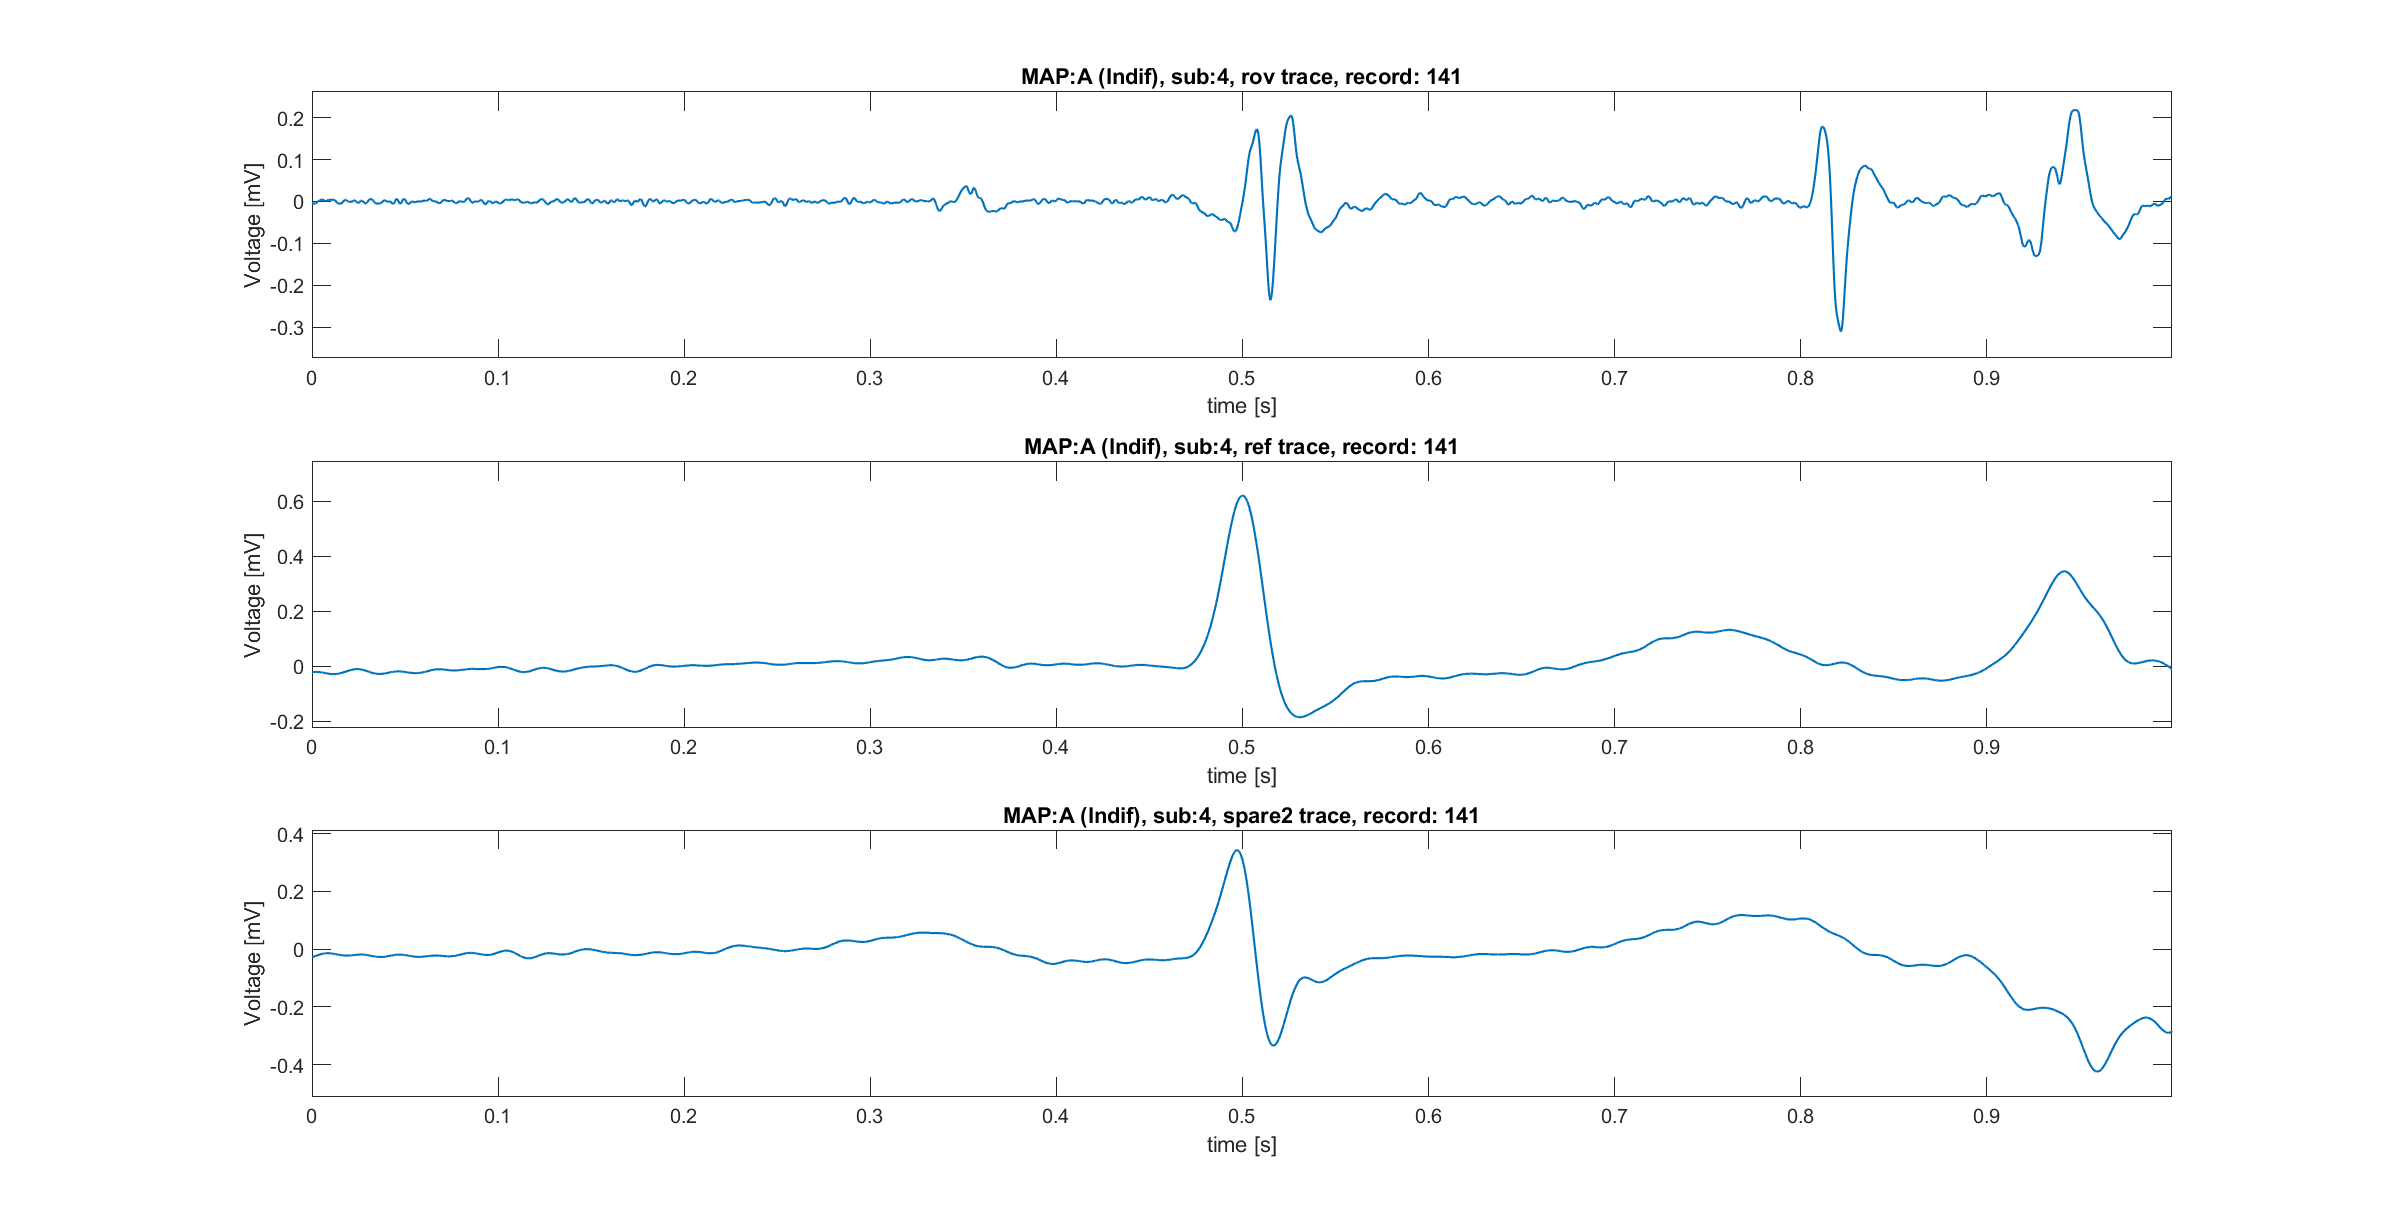 MAP:A (Indif), sub:4, rov trace, record: 141
Voltage [mV]
0.2
0.1
0
-0.1
-0.2
-0.3
0 0.1 0.2 0.3 0.4 0.5 0.6 0.7 0.8 0.9
time [s]
MAP:A (Indif), sub:4, ref trace, record: 141
Voltage [mV]
0.6
0.4
0.2
0
-0.2
0 0.1 0.2 0.3 0.4 0.5 0.6 0.7 0.8 0.9
time [s]
MAP:A (Indif), sub:4, spare2 trace, record: 141
Voltage [mV]
0.4
0.2
0
-0.2
-0.4
0 0.1 0.2 0.3 0.4 0.5 0.6 0.7 0.8 0.9
time [s]